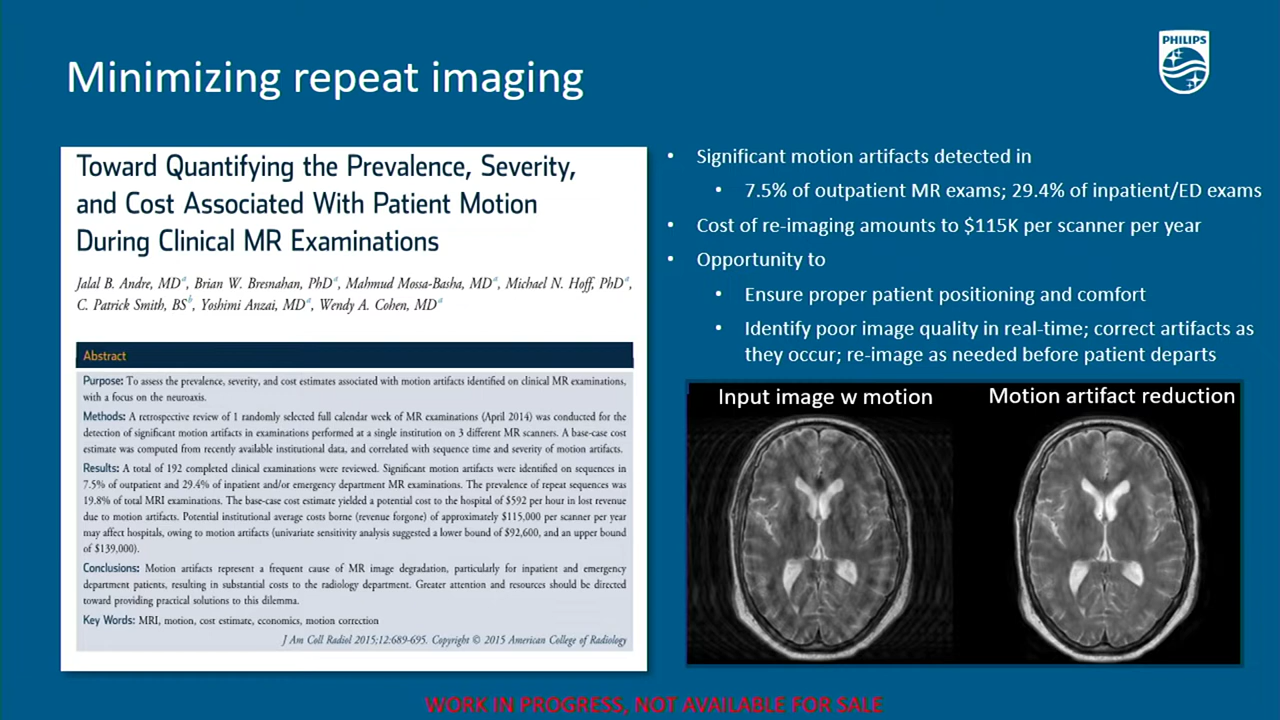 Minimizing repeat imaging
PHILIPS
Toward Quantifying the Prevalence, Severity,
and Cost Associated With Patient Motion
During Clinical MR Examinations
Jalal B. Andre, MDa, Brian W. Bresnahan, PhDa, Mahmud Mossa-Basha, MDa, Michael N. Hoff, PhDa,
C. Patrick Smith, BSb, Yoshimi Anzai, MDa, Wendy A. Cohen, MDa
Abstract
Purpose: To assess the prevalence, severity, and cost estimates associated with motion artifacts identified on clinical MR examinations,
with a focus on the neuroaxis.
Methods: A retrospective review of 1 randomly selected full calendar week of MR examinations (April 2014) was conducted for the
detection of significant motion artifacts in examinations performed at a single institution on 3 different MR scanners. A base-case cost
estimate was computed from recently available institutional data, and correlated with sequence time and severity of motion artifacts.
Results: A total of 192 completed clinical examinations were reviewed. Significant motion artifacts were identified on sequences in
7.5% of outpatient and 29.4% of inpatient and/or emergency department MR examinations. The prevalence of repeat sequences was
19.8% of total MRI examinations. The base-case cost estimate yielded a potential cost to the hospital of $592 per hour in lost revenue
due to motion artifacts. Potential institutional average costs borne (revenue forgone) of approximately $115,000 per scanner per year
may affect hospitals, owing to motion artifacts (univariate sensitivity analysis suggested a lower bound of $92,600, and an upper bound
of $139,000).
Conclusions: Motion artifacts represent a frequent cause of MR image degradation, particularly for inpatient and emergency
department patients, resulting in substantial costs to the radiology department. Greater attention and resources should be directed
toward providing practical solutions to this dilemma.
Key Words: MRI, motion, cost estimate, economics, motion correction
J Am Coll Radiol 2015;12:689-695. Copyright © 2015 American College of Radiology
• Significant motion artifacts detected in
• 7.5% of outpatient MR exams; 29.4% of inpatient/ED exams
• Cost of re-imaging amounts to $115K per scanner per year
• Opportunity to
• Ensure proper patient positioning and comfort
• Identify poor image quality in real-time; correct artifacts as
they occur; re-image as needed before patient departs
Input image w motion
Motion artifact reduction
WORK IN PROGRESS, NOT AVAILABLE FOR SALE